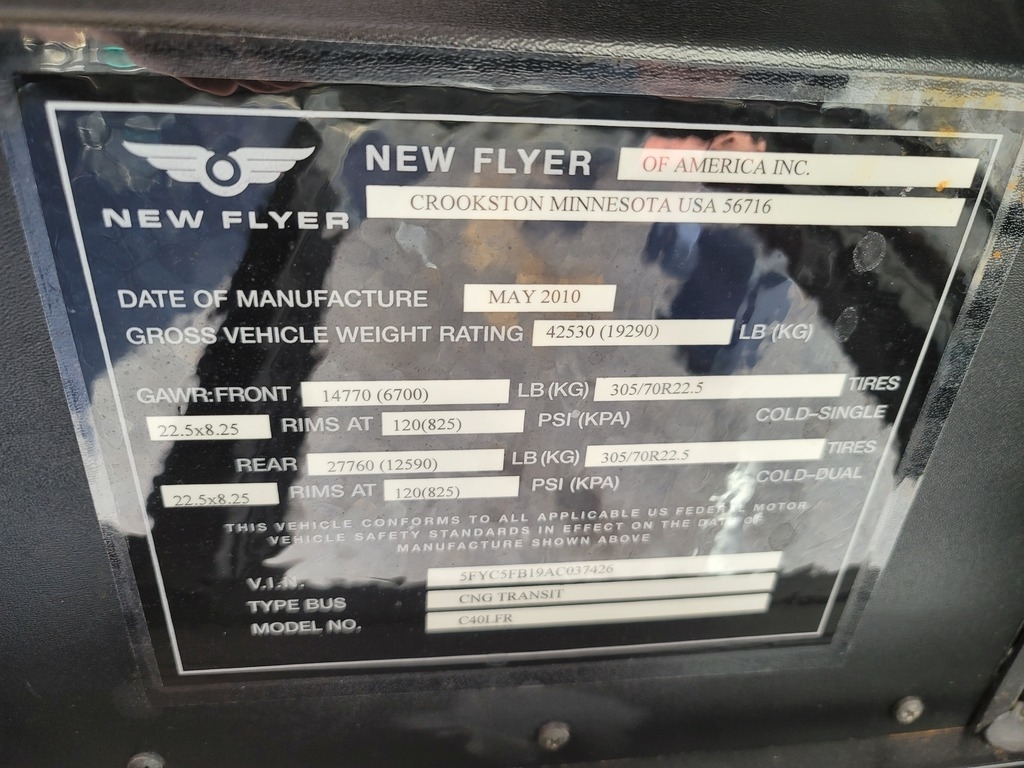 NEW FLYER OF AMERICA INC.
NEW FLYER
CROOKSTON MINNESOTA USA 56716
DATE OF MANUFACTURE MAY 2010
GROSS VEHICLE WEIGHT RATING 42530 (19290) LB (KG)
GAWR: FRONT 14770 (6700) LB (KG) 305/70R22.5 TIRES
22.5x8.25 RIMS AT 120(825) PSI (KPA) COLD-SINGLE
REAR 27760 (12590) LB (KG) 305/70R22.5 TIRES
22.5x8.25 RIMS AT 120(825) PSI (KPA) COLD-DUAL
THIS VEHICLE CONFORMS TO ALL APPLICABLE US FEDERAL MOTOR
VEHICLE SAFETY STANDARDS IN EFFECT ON THE DATE OF
MANUFACTURE SHOWN ABOVE
V.I.N. 5FYC5FB19AC037426
TYPE BUS CNG TRANSIT
MODEL NO. C40LFR